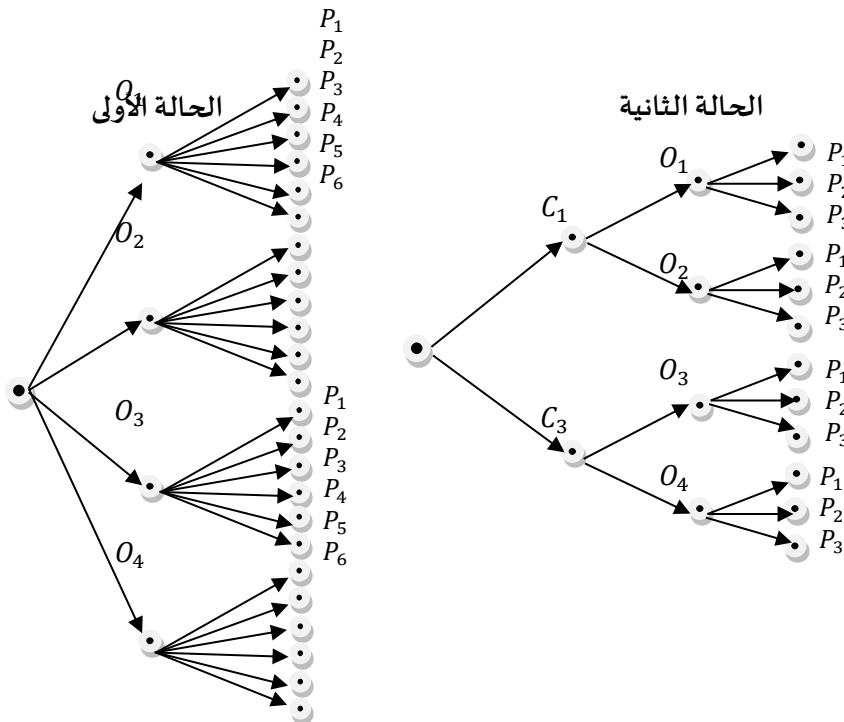 الحالة الأولى
O₁
P₁
P₂
P₃
P₄
P₅
P₆
O₂
O₃
P₁
P₂
P₃
P₄
P₅
P₆
O₄
الحالة الثانية
C₁
O₁
P₁
P₂
P₃
O₂
P₁
P₂
P₃
C₃
O₃
P₁
P₂
P₃
O₄
P₁
P₂
P₃